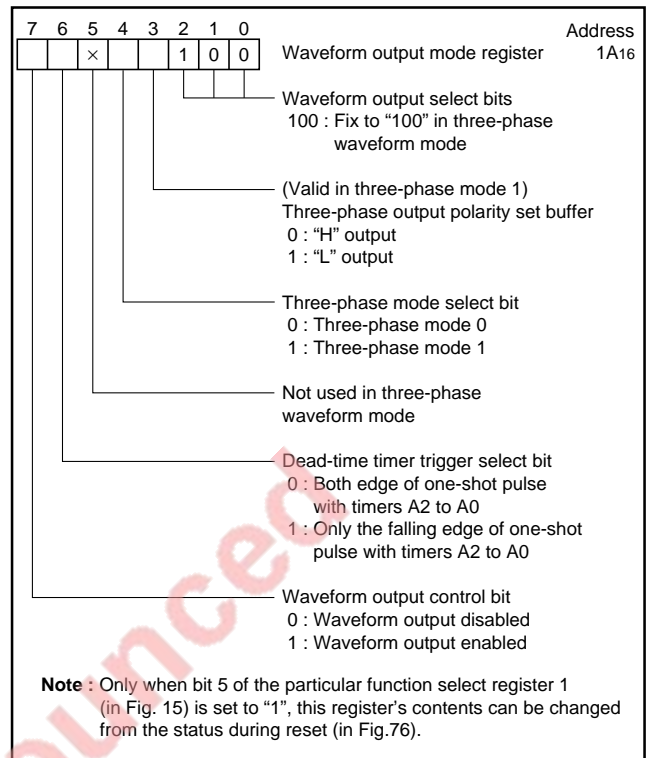 7 6 5 4 3 2 1 0
Address
× 1 0 0
Waveform output mode register 1A16
Waveform output select bits
100 : Fix to “100” in three-phase
waveform mode
(Valid in three-phase mode 1)
Three-phase output polarity set buffer
0 : “H” output
1 : “L” output
Three-phase mode select bit
0 : Three-phase mode 0
1 : Three-phase mode 1
Not used in three-phase
waveform mode
Dead-time timer trigger select bit
0 : Both edge of one-shot pulse
with timers A2 to A0
1 : Only the falling edge of one-shot
pulse with timers A2 to A0
Waveform output control bit
0 : Waveform output disabled
1 : Waveform output enabled
Note : Only when bit 5 of the particular function select register 1
(in Fig. 15) is set to “1”, this register’s contents can be changed
from the status during reset (in Fig.76).